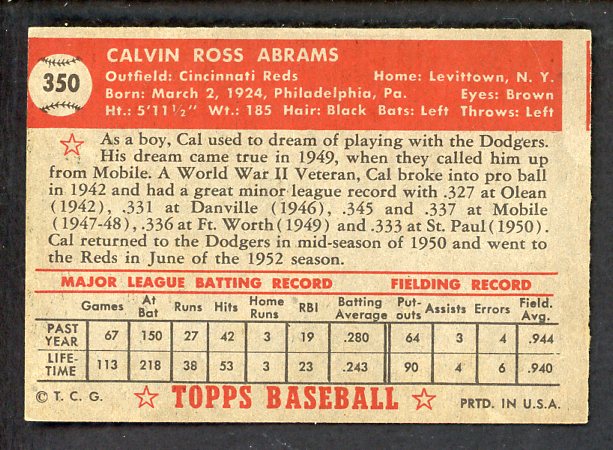 350
CALVIN ROSS ABRAMS
Outfield: Cincinnati Reds Home: Levittown, N. Y.
Born: March 2, 1924, Philadelphia, Pa. Eyes: Brown
Ht.: 5'11½" Wt.: 185 Hair: Black Bats: Left Throws: Left
As a boy, Cal used to dream of playing with the Dodgers.
His dream came true in 1949, when they called him up
from Mobile. A World War II Veteran, Cal broke into pro ball
in 1942 and had a great minor league record with .327 at Olean
(1942), .331 at Danville (1946), .345 and .337 at Mobile
(1947-48), .336 at Ft. Worth (1949) and .333 at St. Paul (1950).
Cal returned to the Dodgers in mid-season of 1950 and went to
the Reds in June of the 1952 season.
MAJOR LEAGUE BATTING RECORD FIELDING RECORD
Games At Bat Runs Hits Home Runs RBI Batting Average Put-outs Assists Errors Field. Avg.
PAST YEAR 67 150 27 42 3 19 .280 64 3 4 .944
LIFE-TIME 113 218 38 53 3 23 .243 90 4 6 .940
© T. C. G. TOPPS BASEBALL PRTD. IN U.S.A.